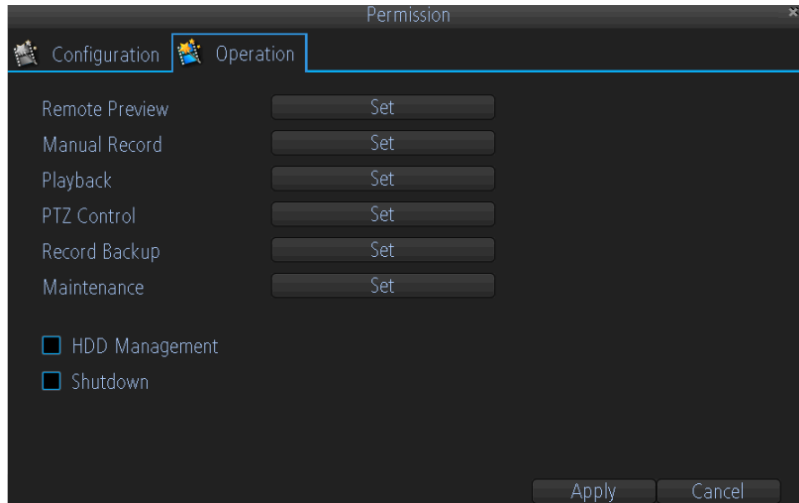 Permission
Configuration Operation
Remote Preview Set
Manual Record Set
Playback Set
PTZ Control Set
Record Backup Set
Maintenance Set
HDD Management
Shutdown
Apply Cancel